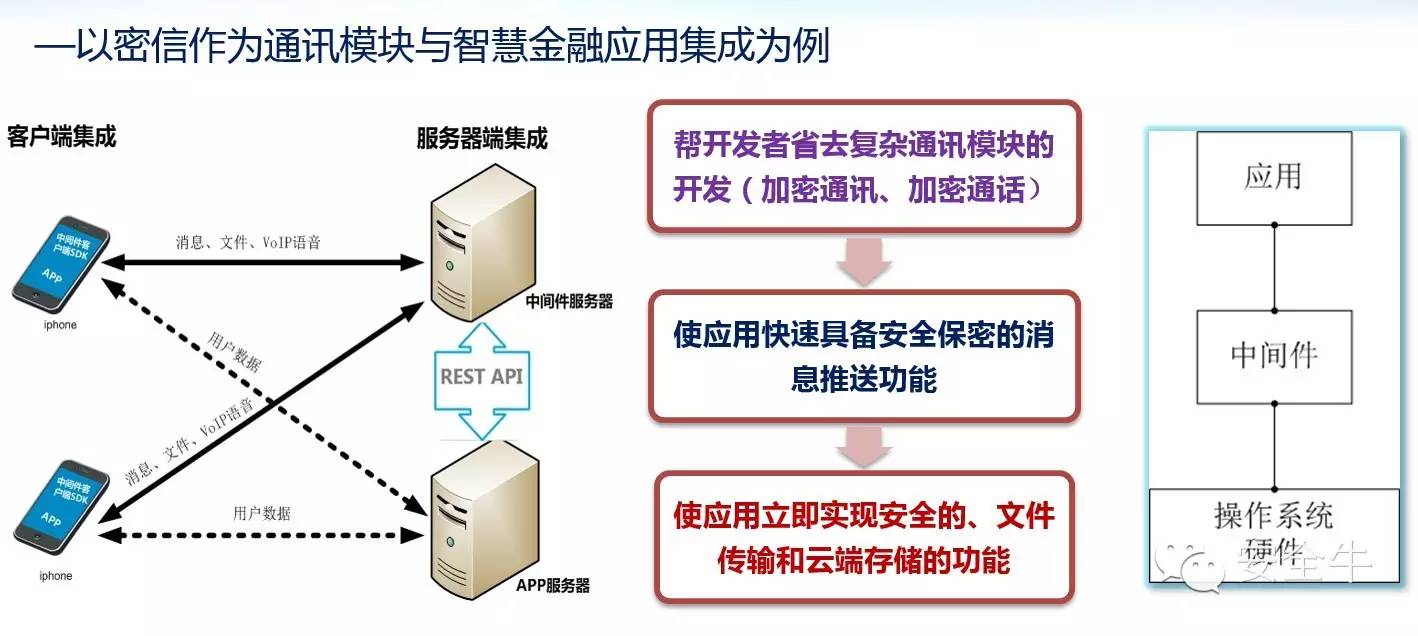 —以密信作为通讯模块与智慧金融应用集成为例
客户端集成
服务器端集成
中间件客
户端SDK
APP
iphone
消息、文件、VoIP语音
中间件服务器
用户数据
REST API
消息、文件、VoIP语音
中间件客
户端SDK
APP
iphone
用户数据
APP服务器
帮开发者省去复杂通讯模块的
开发（加密通讯、加密通话）
使应用快速具备安全保密的消
息推送功能
使应用立即实现安全的、文件
传输和云端存储的功能
应用
中间件
操作系统
硬件
安全牛